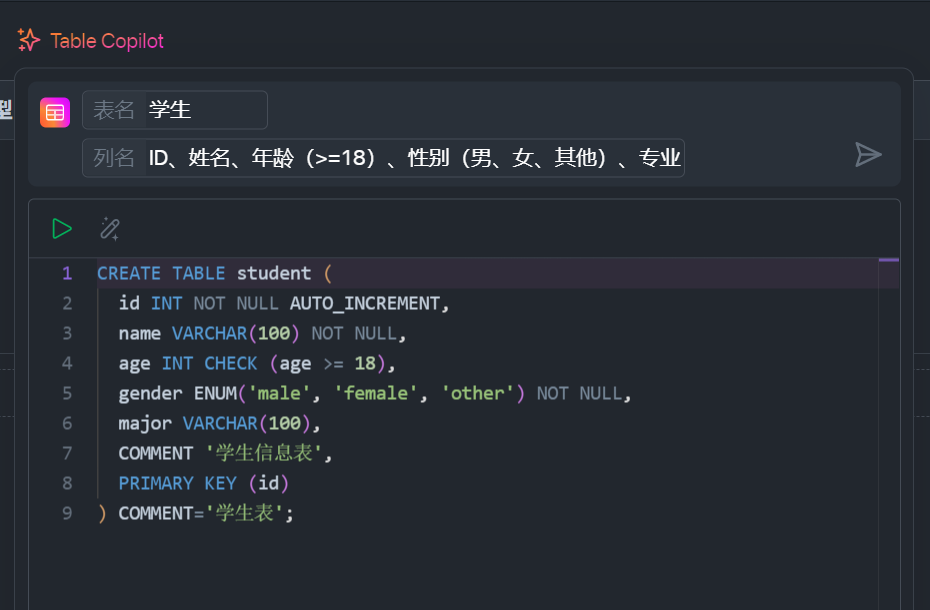 Table Copilot
型
表名 学生
列名 ID、姓名、年龄（>=18）、性别（男、女、其他）、专业
1 CREATE TABLE student (
2 id INT NOT NULL AUTO_INCREMENT,
3 name VARCHAR(100) NOT NULL,
4 age INT CHECK (age >= 18),
5 gender ENUM('male', 'female', 'other') NOT NULL,
6 major VARCHAR(100),
7 COMMENT '学生信息表',
8 PRIMARY KEY (id)
9 ) COMMENT='学生表';